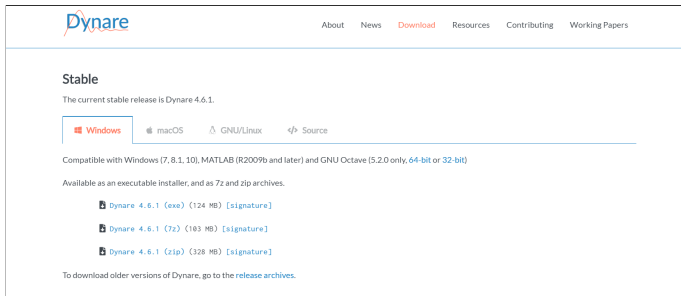 Dynare
About News Download Resources Contributing Working Papers
Stable
The current stable release is Dynare 4.6.1.
Windows macOS GNU/Linux </> Source
Compatible with Windows (7, 8.1, 10), MATLAB (R2009b and later) and GNU Octave (5.2.0 only, 64-bit or 32-bit)
Available as an executable installer, and as 7z and zip archives.
Dynare 4.6.1 (exe) (124 MB) [signature]
Dynare 4.6.1 (7z) (103 MB) [signature]
Dynare 4.6.1 (zip) (328 MB) [signature]
To download older versions of Dynare, go to the release archives.